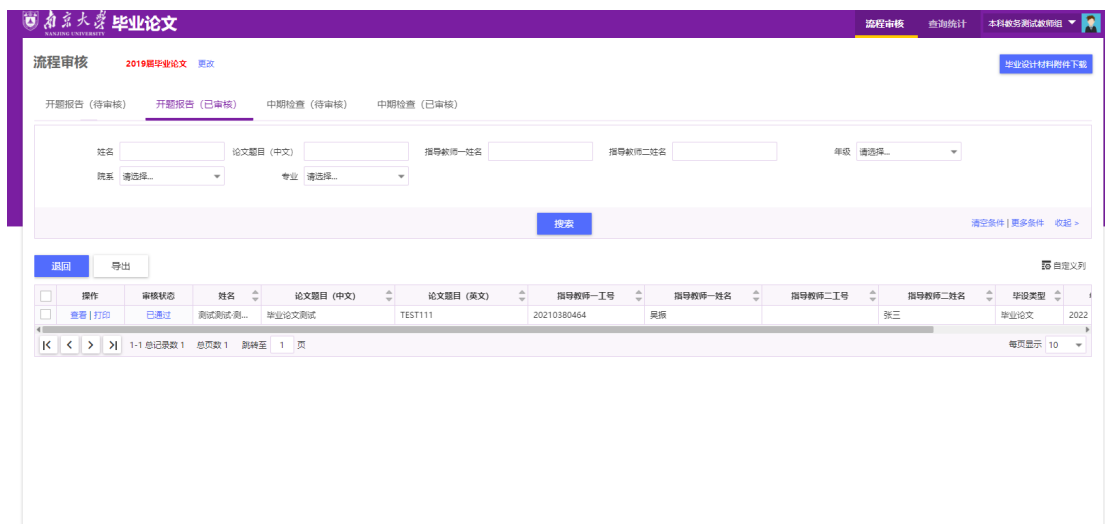 南京大学 毕业论文 流程审核 查询统计 本科教务测试教师组
NANJING UNIVERSITY
流程审核 2019届毕业论文 更改 毕业设计材料附件下载
开题报告（待审核） 开题报告（已审核） 中期检查（待审核） 中期检查（已审核）
姓名 论文题目（中文） 指导教师一姓名 指导教师二姓名 年级 请选择...
院系 请选择... 专业 请选择...
搜索 清空条件 | 更多条件 收起 >
退回 导出 自定义列
操作 审核状态 姓名 论文题目（中文） 论文题目（英文） 指导教师一工号 指导教师一姓名 指导教师二工号 指导教师二姓名 毕设类型
查看 | 打印 已通过 测试测试-测... 毕业论文测试 TEST111 20210380464 吴振 张三 毕业论文 2022
1-1 总记录数 1 总页数 1 跳转至 1 页 每页显示 10